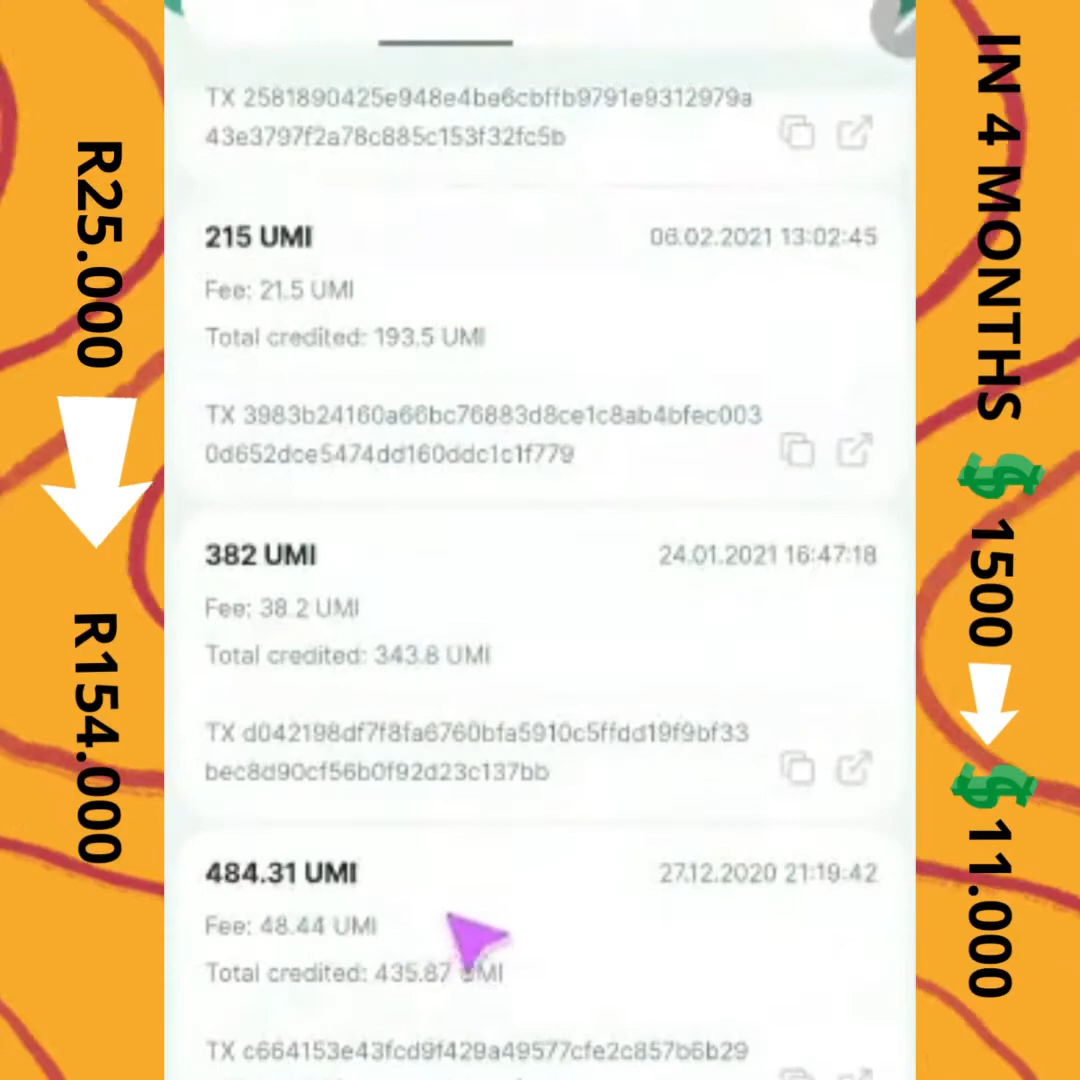 R25.000
R154.000
TX 2581890425e948e4be6cbffb9791e9312979a
43e3797f2a78c885c153f32fc5b
215 UMI
06.02.2021 13:02:45
Fee: 21.5 UMI
Total credited: 193.5 UMI
TX 3983b24160a66bc76883d8ce1c8ab4bfec003
0d652dce5474dd160ddc1c1f779
382 UMI
24.01.2021 16:47:18
Fee: 38.2 UMI
Total credited: 343.8 UMI
TX d042198df7f8fa6760bfa5910c5ffdd19f9bf33
bec8d90cf56b0f92d23c137bb
484.31 UMI
27.12.2020 21:19:42
Fee: 48.44 UMI
Total credited: 435.87 UMI
TX c664153e43fcd9f429a49577cfe2c857b6b29
IN 4 MONTHS
$ 1500
$ 11.000